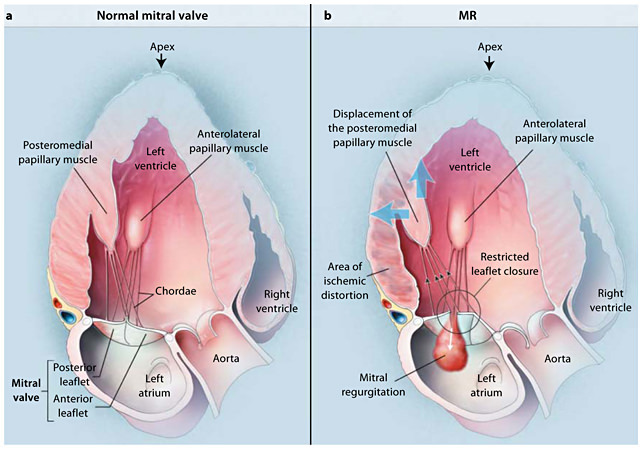 a
Normal mitral valve
Apex
Posteromedial
papillary muscle
Anterolateral
papillary muscle
Left
ventricle
Chordae
Right
ventricle
Mitral
valve
Posterior
leaflet
Anterior
leaflet
Left
atrium
Aorta
b
MR
Apex
Displacement of
the posteromedial
papillary muscle
Anterolateral
papillary muscle
Left
ventricle
Area of
ischemic
distortion
Restricted
leaflet closure
Right
ventricle
Mitral
regurgitation
Left
atrium
Aorta